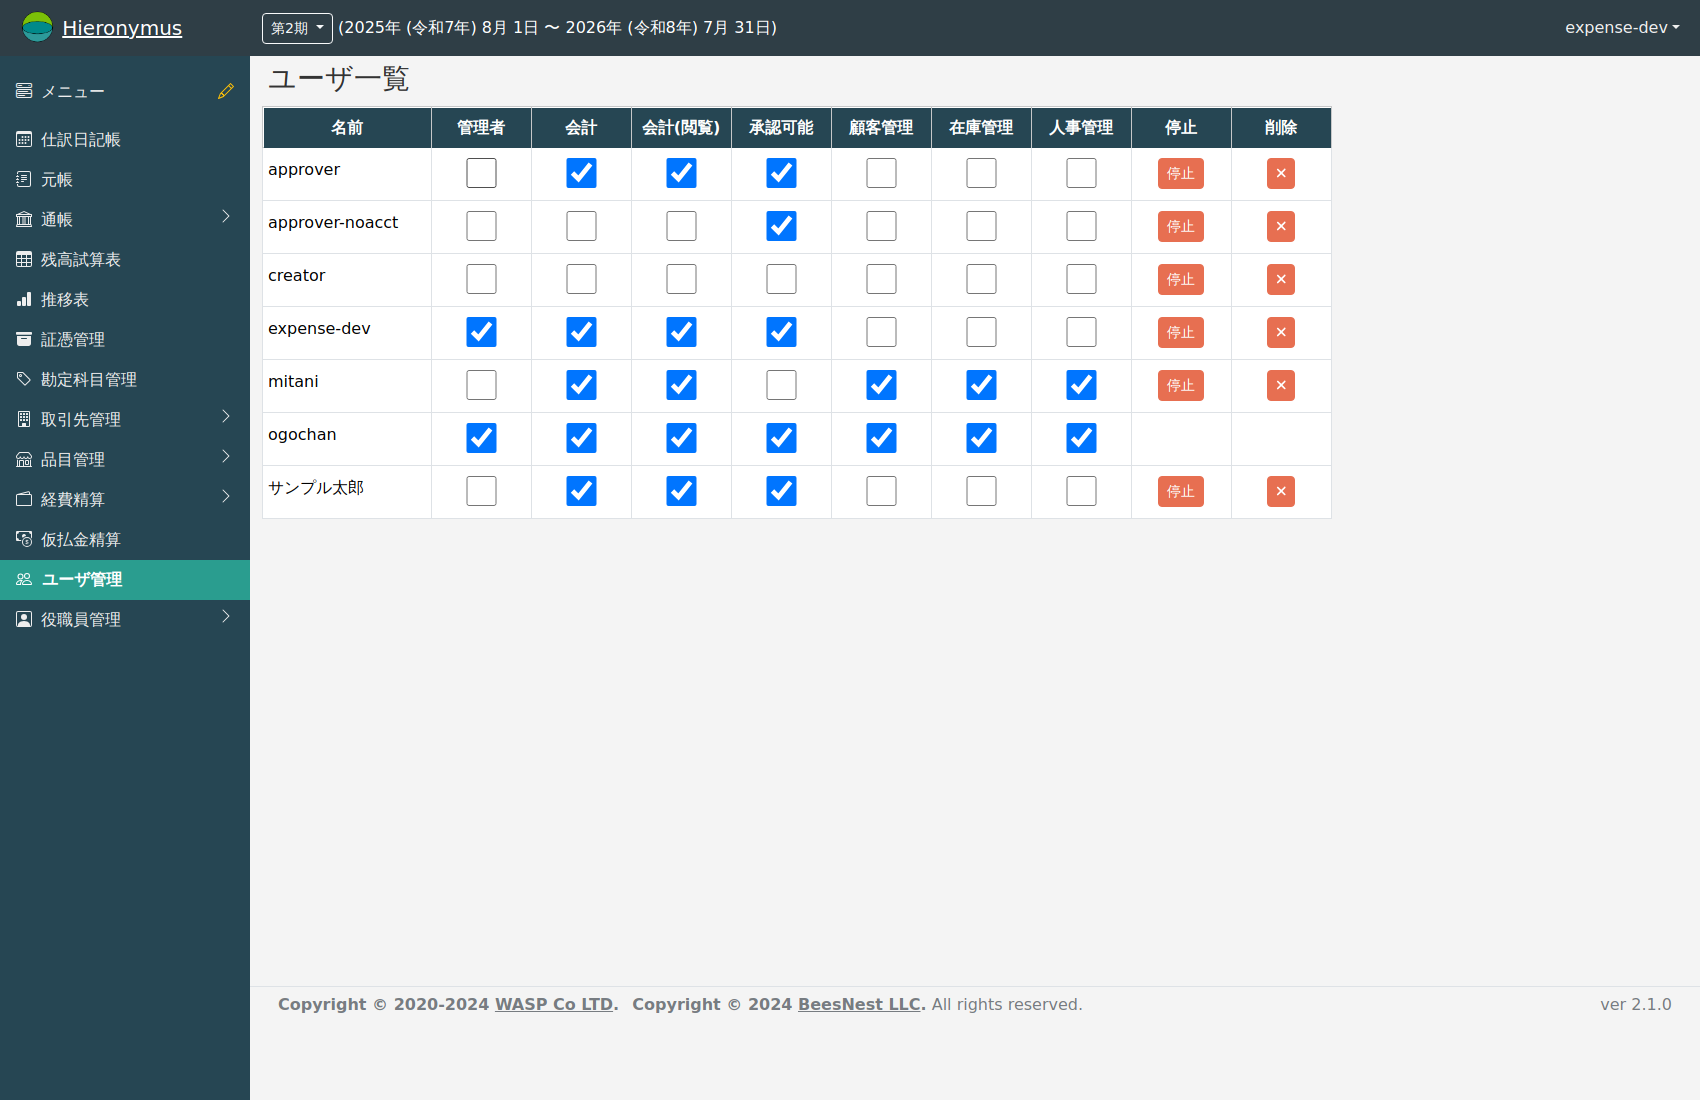 Hieronymus
第2期 (2025年 (令和7年) 8月 1日 〜 2026年 (令和8年) 7月 31日)
expense-dev
メニュー
仕訳日記帳
元帳
通帳
残高試算表
推移表
証憑管理
勘定科目管理
取引先管理
品目管理
経費精算
仮払金精算
ユーザ管理
役職員管理
ユーザ一覧
名前 管理者 会計 会計(閲覧) 承認可能 顧客管理 在庫管理 人事管理 停止 削除
approver 停止 ×
approver-noacct 停止 ×
creator 停止 ×
expense-dev 停止 ×
mitani 停止 ×
ogochan
サンプル太郎 停止 ×
Copyright © 2020-2024 WASP Co LTD. Copyright © 2024 BeesNest LLC. All rights reserved.
ver 2.1.0